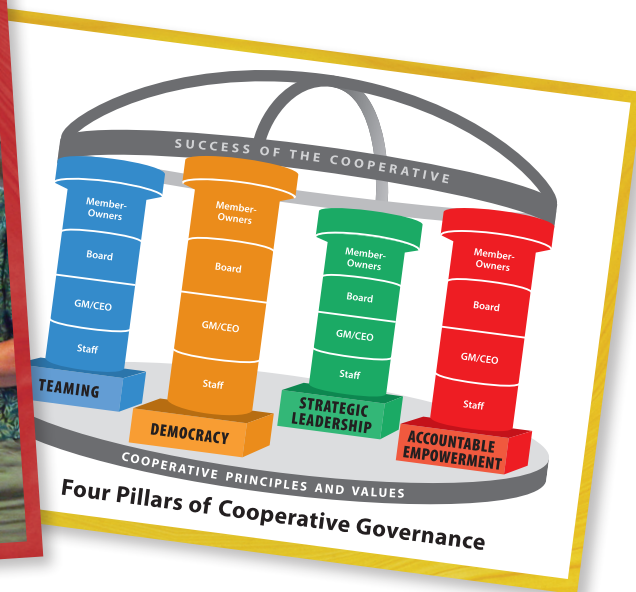 SUCCESS OF THE COOPERATIVE
Member-
Owners
Board
GM/CEO
Staff
TEAMING
Member-
Owners
Board
GM/CEO
Staff
DEMOCRACY
Member-
Owners
Board
GM/CEO
Staff
STRATEGIC
LEADERSHIP
Member-
Owners
Board
GM/CEO
Staff
ACCOUNTABLE
EMPOWERMENT
COOPERATIVE PRINCIPLES AND VALUES
Four Pillars of Cooperative Governance